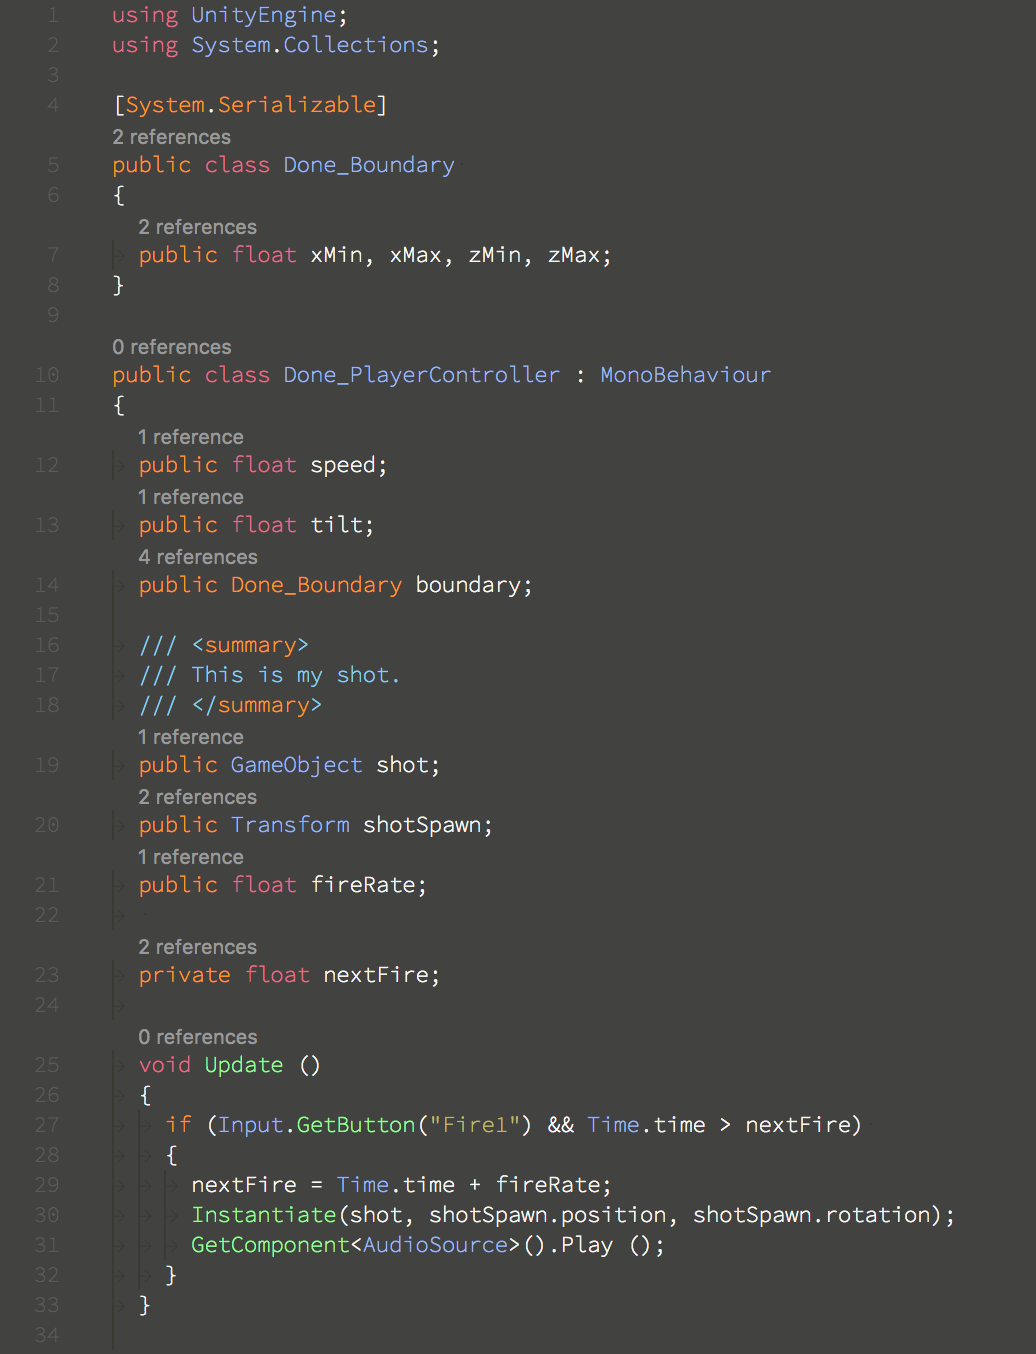 1 using UnityEngine;
2 using System.Collections;
3
4 [System.Serializable]
2 references
5 public class Done_Boundary
6 {
2 references
7 public float xMin, xMax, zMin, zMax;
8 }
9
0 references
10 public class Done_PlayerController : MonoBehaviour
11 {
1 reference
12 public float speed;
1 reference
13 public float tilt;
4 references
14 public Done_Boundary boundary;
15
16 /// <summary>
17 /// This is my shot.
18 /// </summary>
1 reference
19 public GameObject shot;
2 references
20 public Transform shotSpawn;
1 reference
21 public float fireRate;
22
2 references
23 private float nextFire;
24
0 references
25 void Update ()
26 {
27 if (Input.GetButton("Fire1") && Time.time > nextFire)
28 {
29 nextFire = Time.time + fireRate;
30 Instantiate(shot, shotSpawn.position, shotSpawn.rotation);
31 GetComponent<AudioSource>().Play ();
32 }
33 }
34